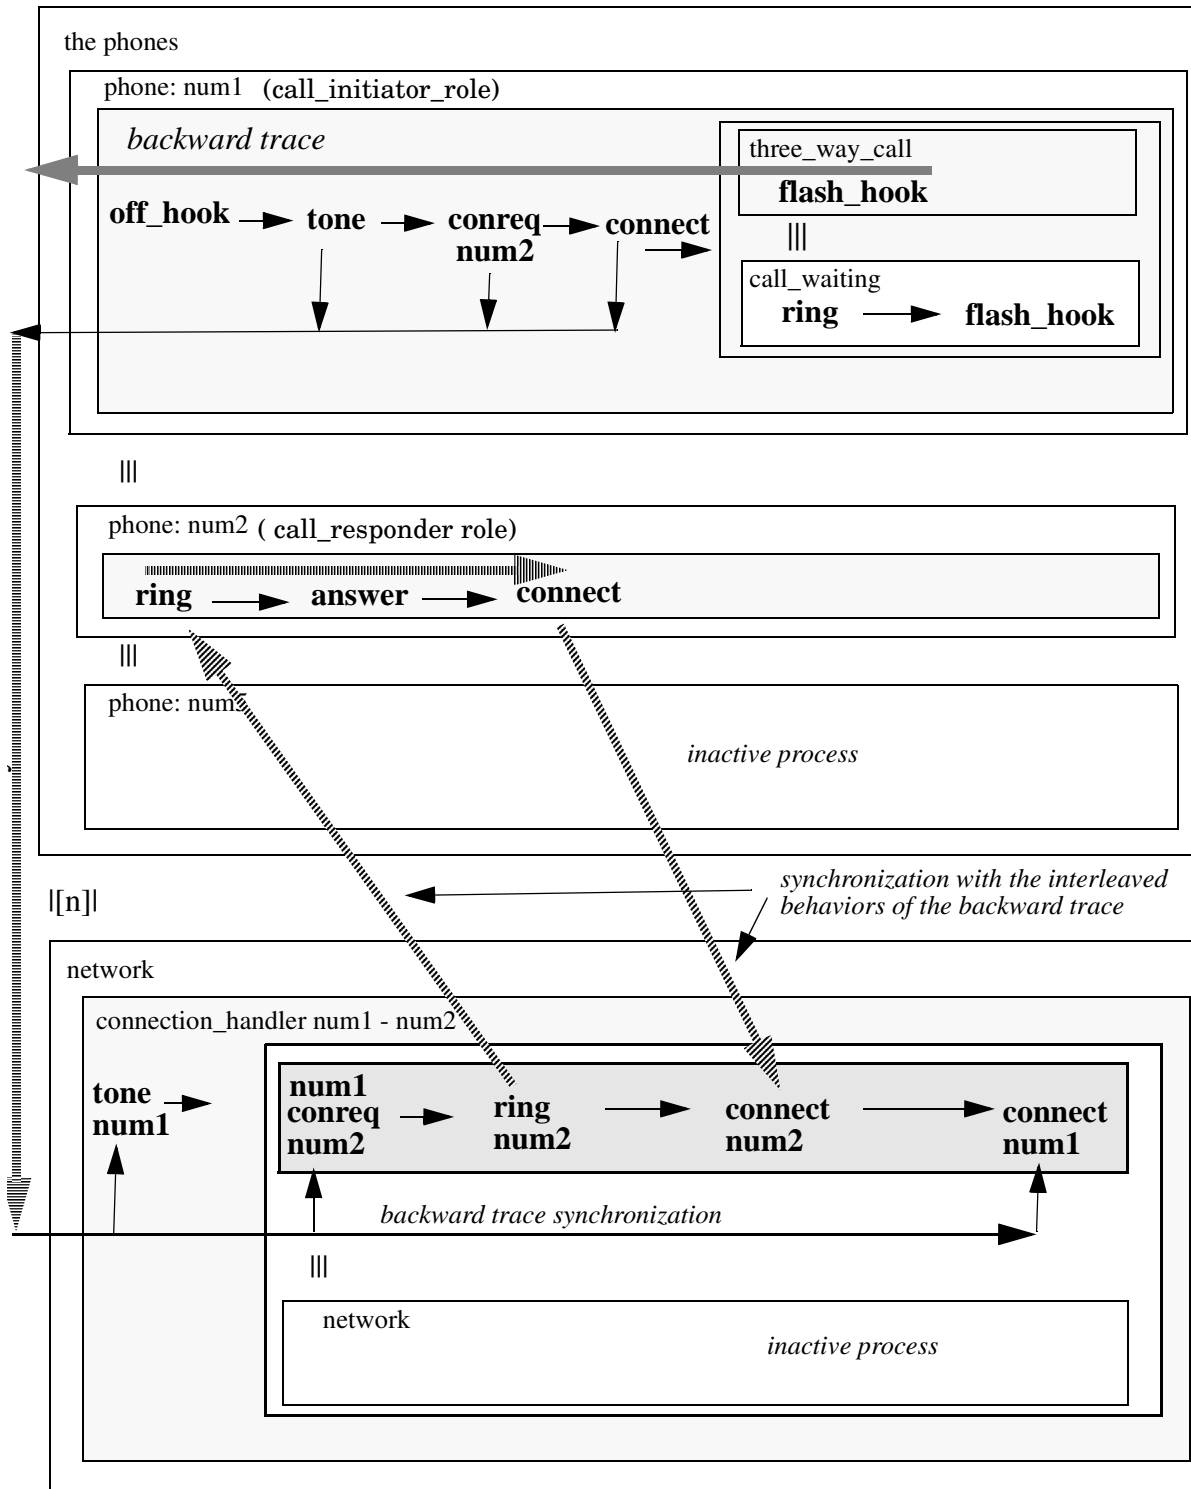 the phones
phone: num1 (call_initiator_role)
backward trace
three_way_call
flash_hook
off_hook tone conreq connect
num2
|||
call_waiting
ring flash_hook
|||
phone: num2 ( call_responder role)
ring answer connect
|||
phone: num5
inactive process
synchronization with the interleaved
behaviors of the backward trace
|[n]|
network
connection_handler num1 - num2
tone
num1
num1
conreq
num2
ring
num2
connect
num2
connect
num1
backward trace synchronization
|||
network
inactive process